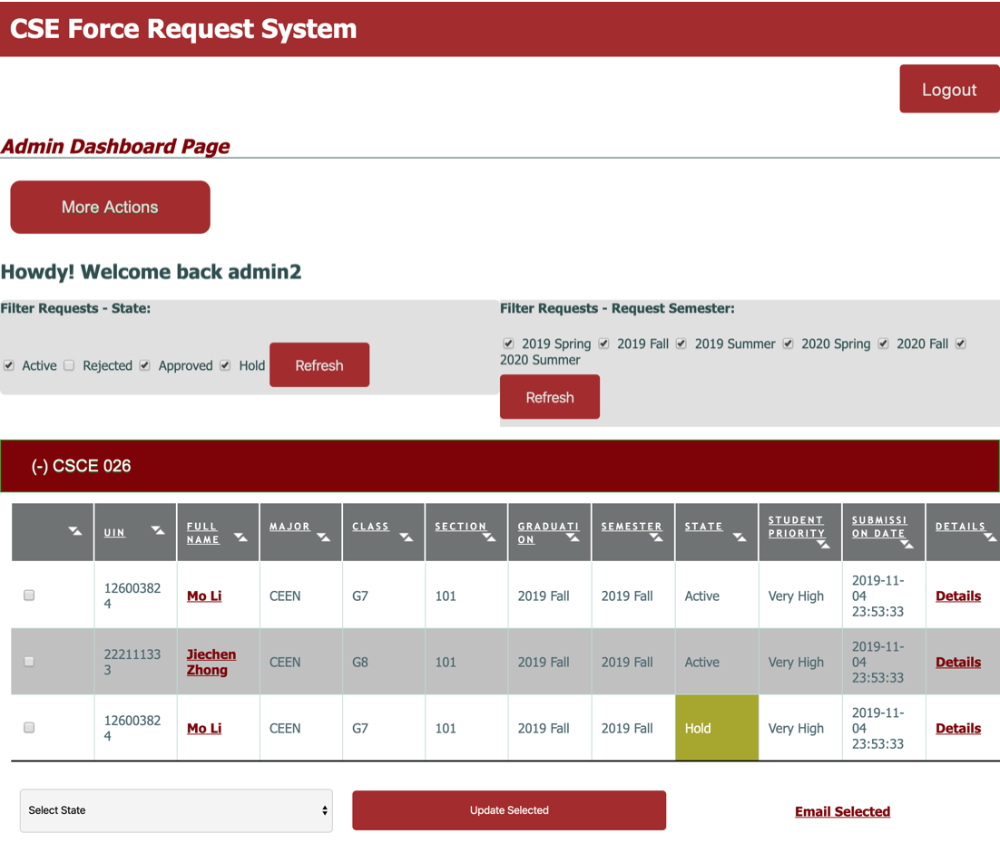 CSE Force Request System
Logout
Admin Dashboard Page
More Actions
Howdy! Welcome back admin2
Filter Requests - State:
Active Rejected Approved Hold Refresh
Filter Requests - Request Semester:
2019 Spring 2019 Fall 2019 Summer 2020 Spring 2020 Fall
2020 Summer
Refresh
(-) CSCE 026
UIN FULL NAME MAJOR CLASS SECTION GRADUATION SEMESTER STATE STUDENT PRIORITY SUBMISSION DATE DETAILS
126003824 Mo Li CEEN G7 101 2019 Fall 2019 Fall Active Very High 2019-11-04 23:53:33 Details
222111333 Jiechen Zhong CEEN G8 101 2019 Fall 2019 Fall Active Very High 2019-11-04 23:53:33 Details
126003824 Mo Li CEEN G7 101 2019 Fall 2019 Fall Hold Very High 2019-11-04 23:53:33 Details
Select State Update Selected Email Selected